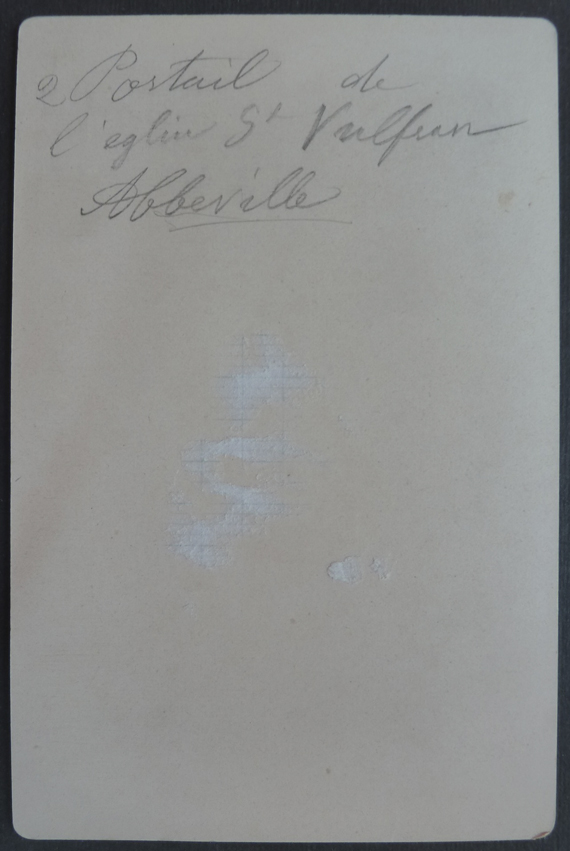 2 Portail de
l'eglise St Vulfran
Abbeville